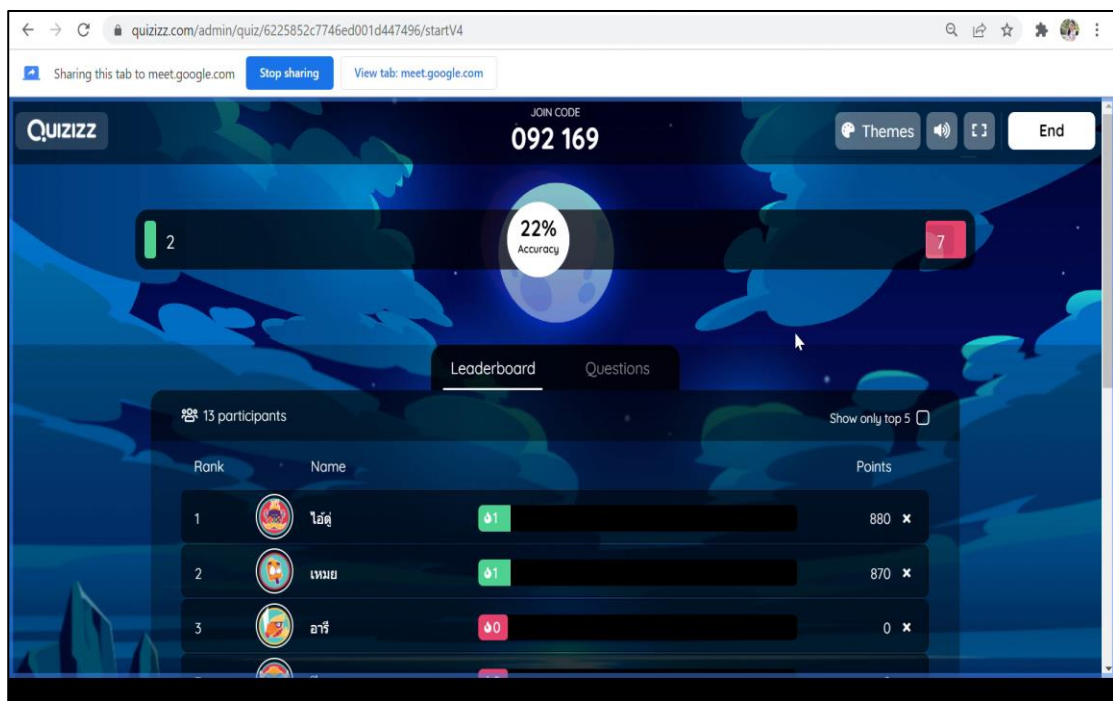 quizizz.com/admin/quiz/6225852c7746ed001d447496/startV4
Sharing this tab to meet.google.com Stop sharing View tab: meet.google.com
QUIZIZZ
JOIN CODE
092 169
Themes
End
2
22%
Accuracy
7
Leaderboard Questions
13 participants
Show only top 5
Rank Name Points
1 ไอ้ตู่ 1 880
2 เหมย 1 870
3 อารี 0 0